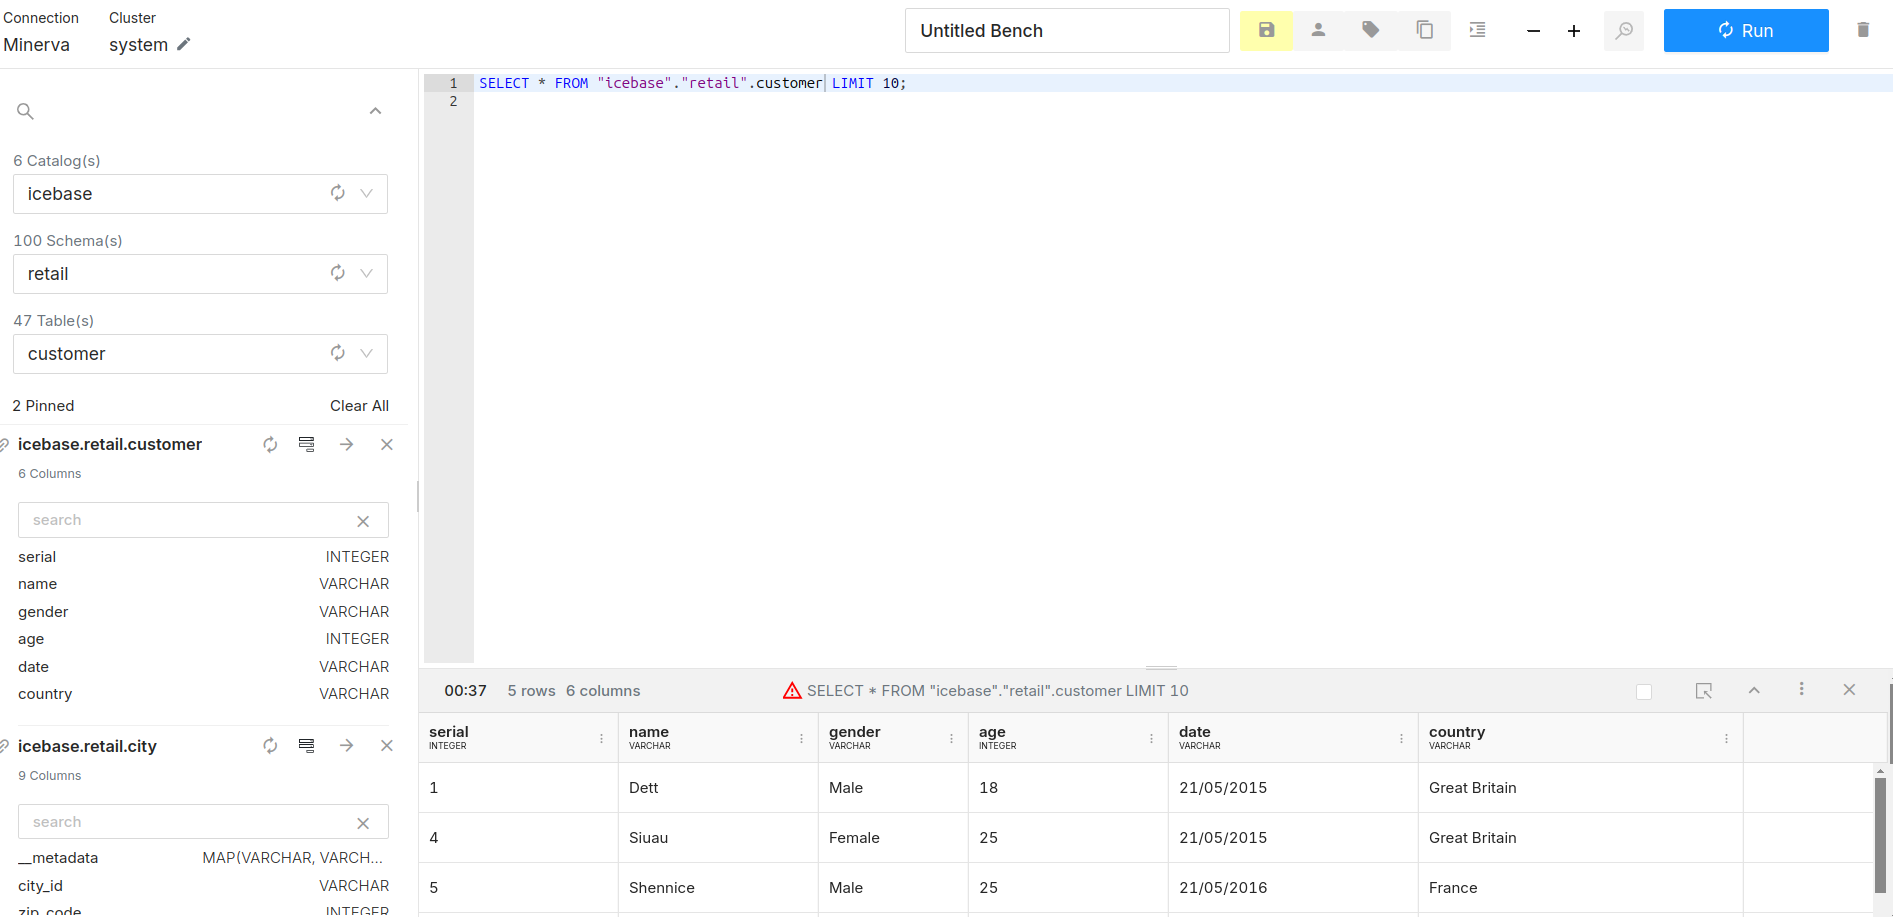 Connection Cluster
Minerva system
Untitled Bench
Run
6 Catalog(s)
icebase
100 Schema(s)
retail
47 Table(s)
customer
2 Pinned Clear All
icebase.retail.customer
6 Columns
search
serial INTEGER
name VARCHAR
gender VARCHAR
age INTEGER
date VARCHAR
country VARCHAR
icebase.retail.city
9 Columns
search
__metadata MAP(VARCHAR, VARCH...
city_id VARCHAR
zip_code INTEGER
1 SELECT * FROM "icebase"."retail".customer LIMIT 10;
2
00:37 5 rows 6 columns SELECT * FROM "icebase"."retail".customer LIMIT 10
serial name gender age date country
INTEGER VARCHAR VARCHAR INTEGER VARCHAR VARCHAR
1 Dett Male 18 21/05/2015 Great Britain
4 Siuau Female 25 21/05/2015 Great Britain
5 Shennice Male 25 21/05/2016 France